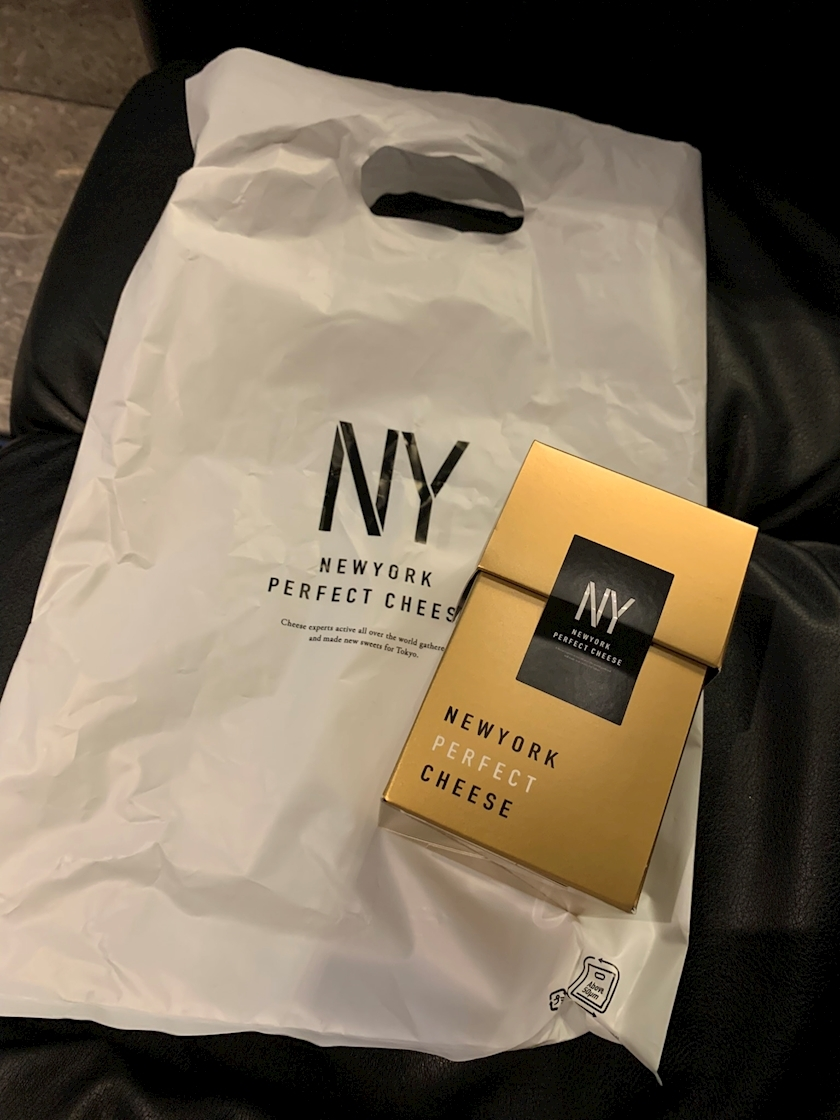 NY
NEWYORK
PERFECT CHEES
Cheese experts active all over the world gathere
and made new sweets for Tokyo.
NY
NEWYORK
PERFECT CHEESE
NEWYORK
PERFECT
CHEESE
Above
50μm